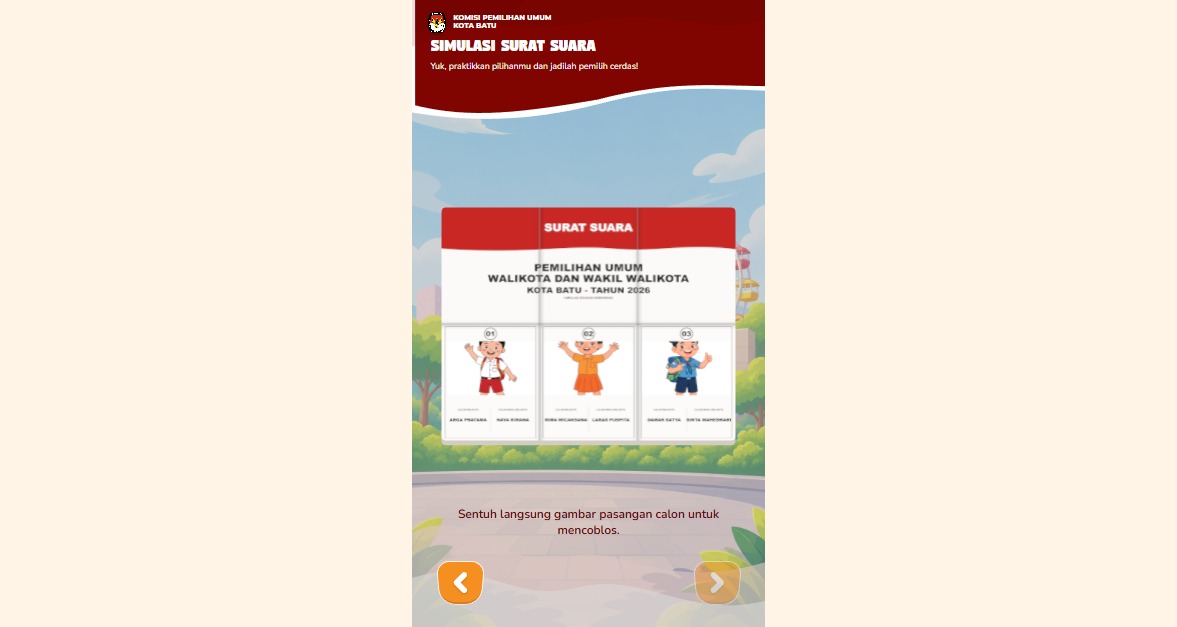 KOMISI PEMILIHAN UMUM
KOTA BATU
SIMULASI SURAT SUARA
Yuk, praktikkan pilihanmu dan jadilah pemilih cerdas!
SURAT SUARA
PEMILIHAN UMUM
WALIKOTA DAN WAKIL WALIKOTA
KOTA BATU - TAHUN 2026
01 02 03
ARGA PRATAMA NAYA KIRANA BIMA WICAKSANA LARAS PUSPITA DAMAR SATYA SINTA MAHESWARI
Sentuh langsung gambar pasangan calon untuk
mencoblos.